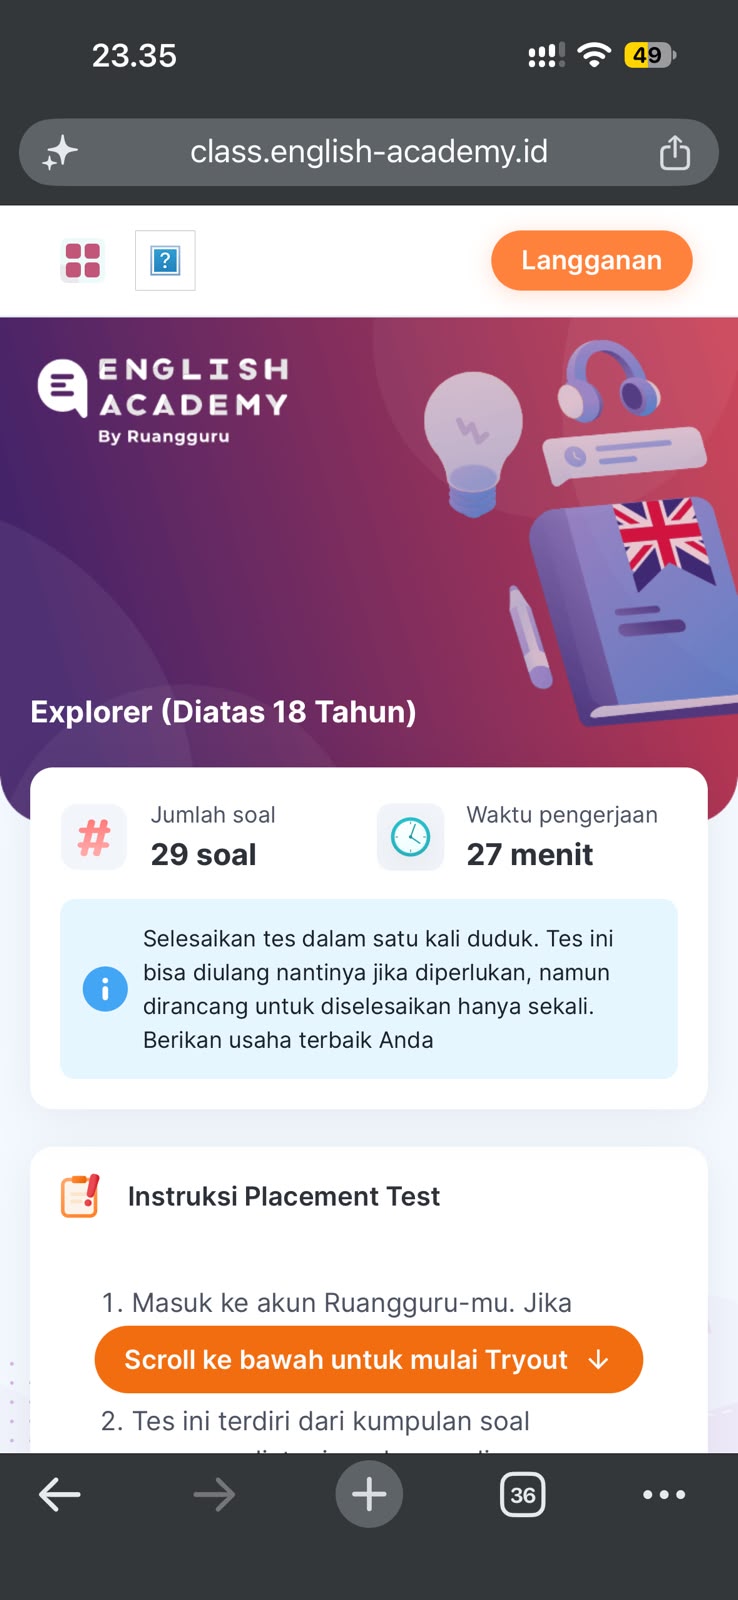 23.35
49
class.english-academy.id
?
Langganan
ENGLISH
ACADEMY
By Ruangguru
Explorer (Diatas 18 Tahun)
Jumlah soal
29 soal
Waktu pengerjaan
27 menit
Selesaikan tes dalam satu kali duduk. Tes ini
bisa diulang nantinya jika diperlukan, namun
dirancang untuk diselesaikan hanya sekali.
Berikan usaha terbaik Anda
Instruksi Placement Test
1. Masuk ke akun Ruangguru-mu. Jika
Scroll ke bawah untuk mulai Tryout ↓
2. Tes ini terdiri dari kumpulan soal
36